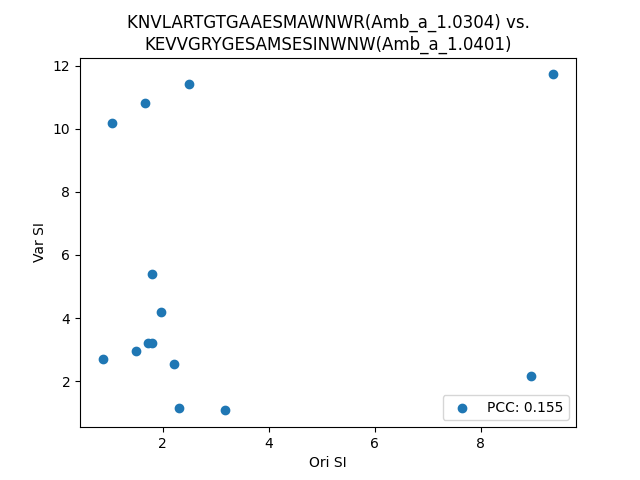 KNVLARTGTGAAESMAWNWR(Amb_a_1.0304) vs.
KEVVGRYGESAMSESINWNW(Amb_a_1.0401)
12
10
8
6
4
2
Var SI
PCC: 0.155
2 4 6 8
Ori SI